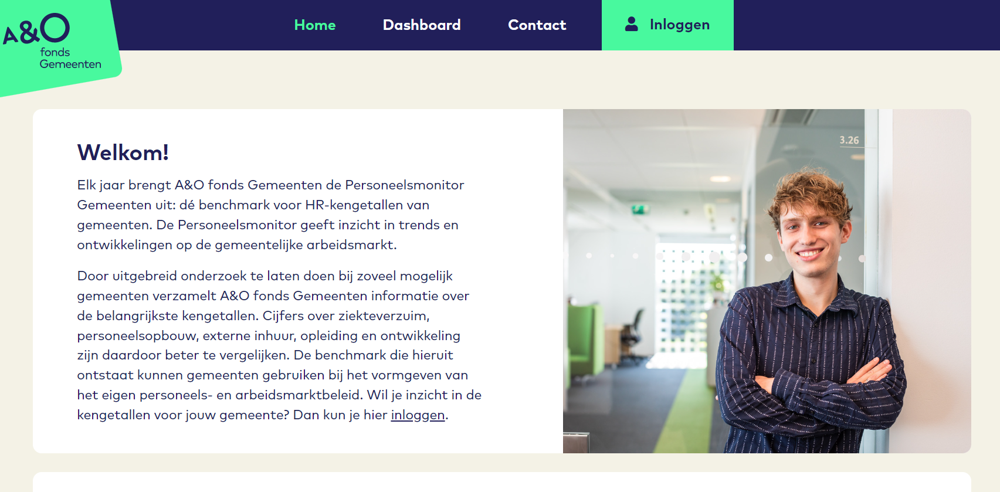 A&O
fonds
Gemeenten
Home
Dashboard
Contact
Inloggen
Welkom!
Elk jaar brengt A&O fonds Gemeenten de Personeelsmonitor
Gemeenten uit: dé benchmark voor HR-kengetallen van
gemeenten. De Personeelsmonitor geeft inzicht in trends en
ontwikkelingen op de gemeentelijke arbeidsmarkt.
Door uitgebreid onderzoek te laten doen bij zoveel mogelijk
gemeenten verzamelt A&O fonds Gemeenten informatie over
de belangrijkste kengetallen. Cijfers over ziekteverzuim,
personeelsopbouw, externe inhuur, opleiding en ontwikkeling
zijn daardoor beter te vergelijken. De benchmark die hieruit
ontstaat kunnen gemeenten gebruiken bij het vormgeven van
het eigen personeels- en arbeidsmarktbeleid. Wil je inzicht in de
kengetallen voor jouw gemeente? Dan kun je hier inloggen.
3.26